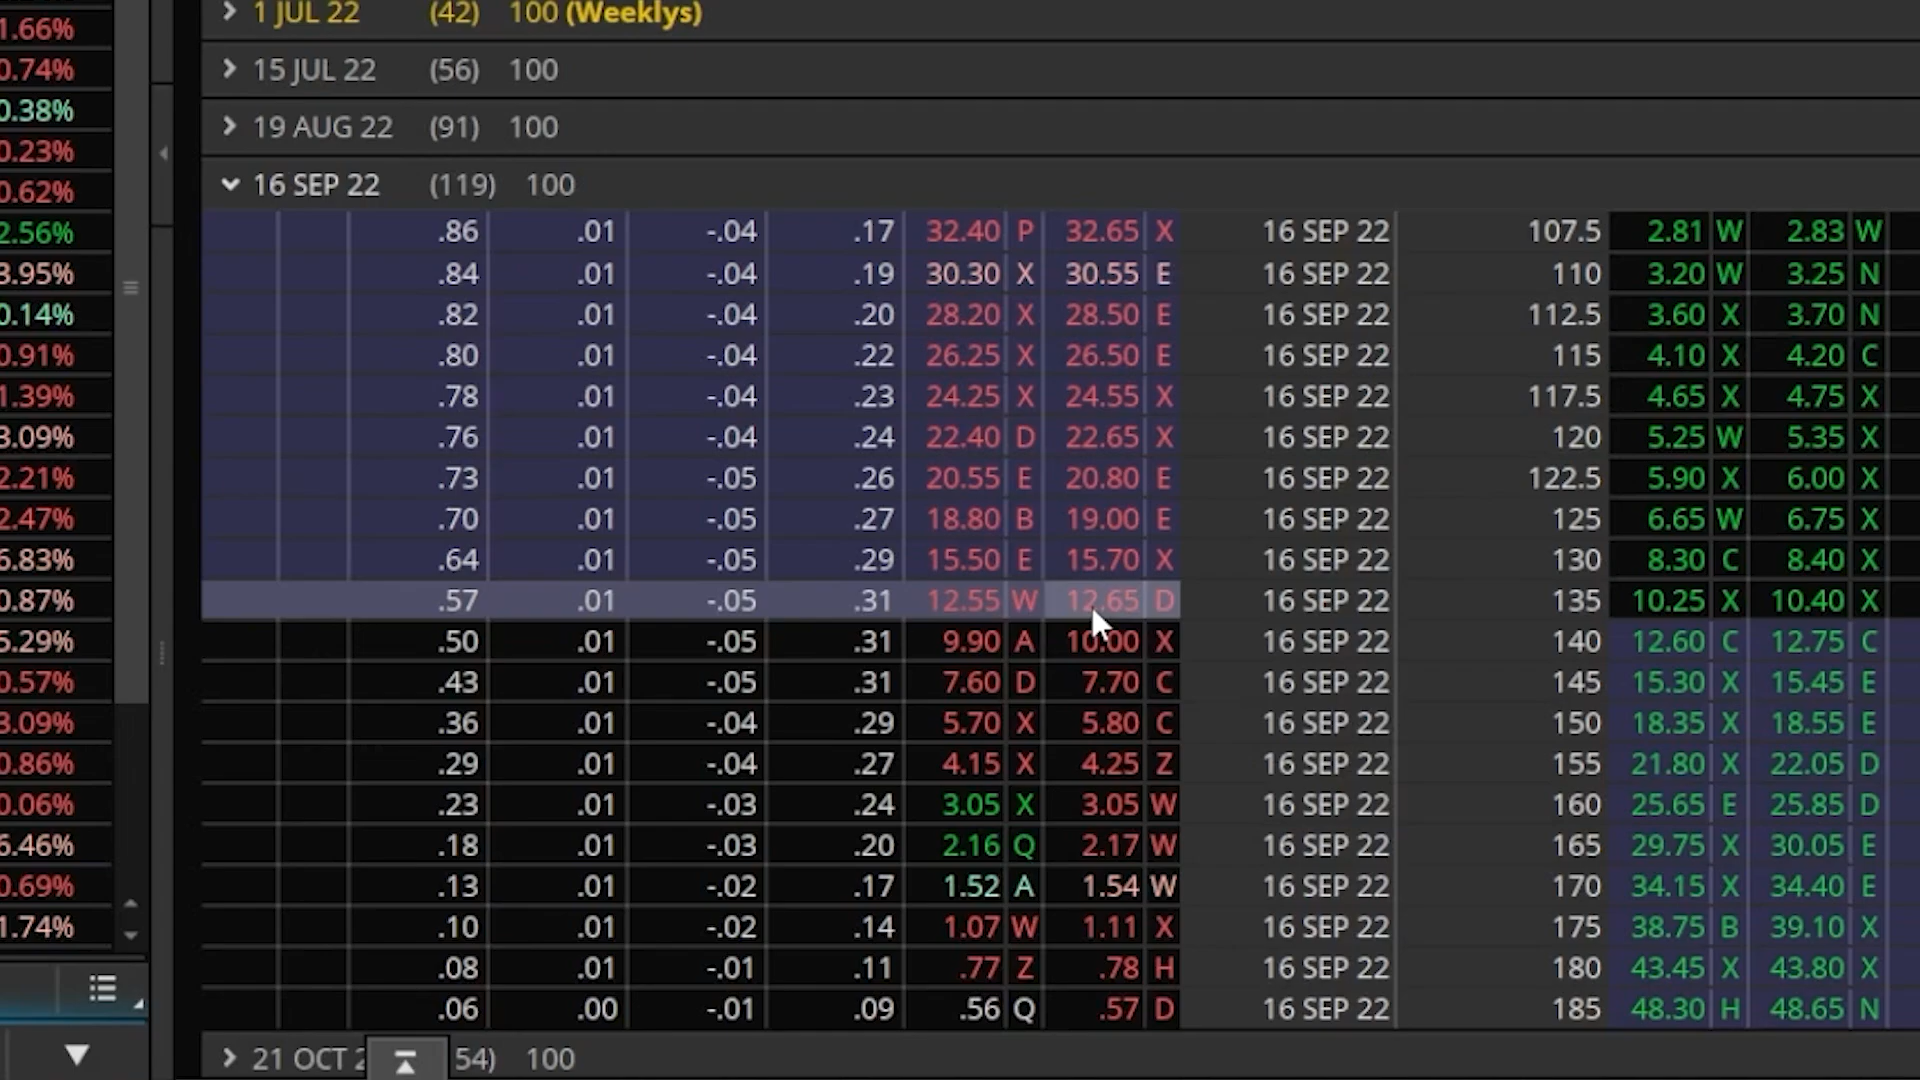 1.66%
0.74%
0.38%
0.23%
0.62%
2.56%
3.95%
0.14%
0.91%
1.39%
3.09%
2.21%
2.47%
6.83%
0.87%
5.29%
0.57%
3.09%
0.86%
0.06%
6.46%
0.69%
1.74%
1 JUL 22 (42) 100 (Weeklys)
15 JUL 22 (56) 100
19 AUG 22 (91) 100
16 SEP 22 (119) 100
.86 .01 -.04 .17 32.40 P 32.65 X 16 SEP 22 107.5 2.81 W 2.83 W
.84 .01 -.04 .19 30.30 X 30.55 E 16 SEP 22 110 3.20 W 3.25 N
.82 .01 -.04 .20 28.20 X 28.50 E 16 SEP 22 112.5 3.60 X 3.70 N
.80 .01 -.04 .22 26.25 X 26.50 E 16 SEP 22 115 4.10 X 4.20 C
.78 .01 -.04 .23 24.25 X 24.55 X 16 SEP 22 117.5 4.65 X 4.75 X
.76 .01 -.04 .24 22.40 D 22.65 X 16 SEP 22 120 5.25 W 5.35 X
.73 .01 -.05 .26 20.55 E 20.80 E 16 SEP 22 122.5 5.90 X 6.00 X
.70 .01 -.05 .27 18.80 B 19.00 E 16 SEP 22 125 6.65 W 6.75 X
.64 .01 -.05 .29 15.50 E 15.70 X 16 SEP 22 130 8.30 C 8.40 X
.57 .01 -.05 .31 12.55 W 12.65 D 16 SEP 22 135 10.25 X 10.40 X
.50 .01 -.05 .31 9.90 A 10.00 X 16 SEP 22 140 12.60 C 12.75 C
.43 .01 -.05 .31 7.60 D 7.70 C 16 SEP 22 145 15.30 X 15.45 E
.36 .01 -.04 .29 5.70 X 5.80 C 16 SEP 22 150 18.35 X 18.55 E
.29 .01 -.04 .27 4.15 X 4.25 Z 16 SEP 22 155 21.80 X 22.05 D
.23 .01 -.03 .24 3.05 X 3.05 W 16 SEP 22 160 25.65 E 25.85 D
.18 .01 -.03 .20 2.16 Q 2.17 W 16 SEP 22 165 29.75 X 30.05 E
.13 .01 -.02 .17 1.52 A 1.54 W 16 SEP 22 170 34.15 X 34.40 E
.10 .01 -.02 .14 1.07 W 1.11 X 16 SEP 22 175 38.75 B 39.10 X
.08 .01 -.01 .11 .77 Z .78 H 16 SEP 22 180 43.45 X 43.80 X
.06 .00 -.01 .09 .56 Q .57 D 16 SEP 22 185 48.30 H 48.65 N
21 OCT 2 54) 100